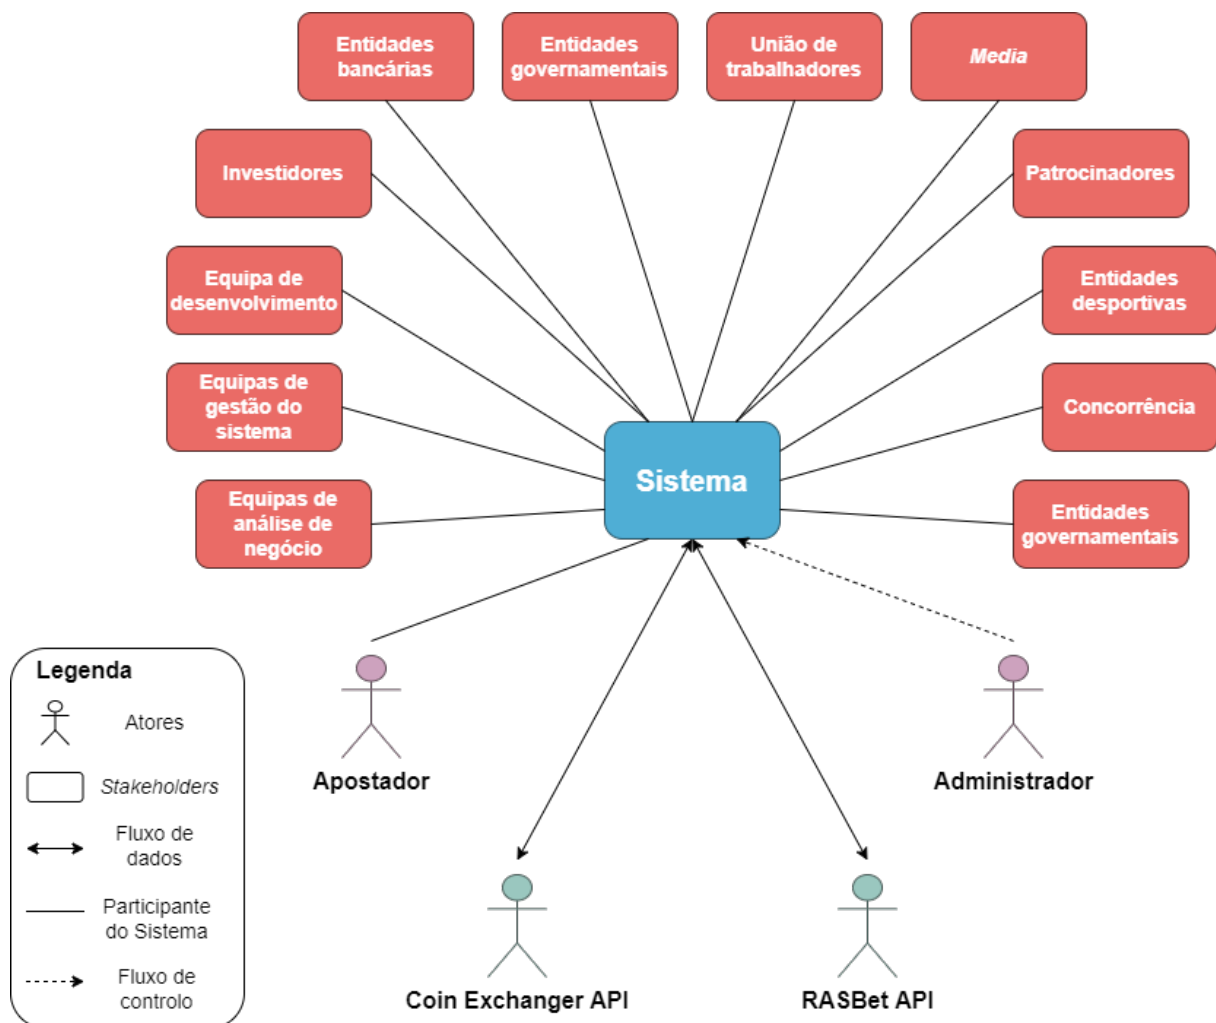 Entidades
bancárias
Entidades
governamentais
União de
trabalhadores
Media
Investidores
Patrocinadores
Equipa de
desenvolvimento
Entidades
desportivas
Equipas de
gestão do
sistema
Concorrência
Sistema
Equipas de
análise de
negócio
Entidades
governamentais
Apostador
Administrador
Coin Exchanger API
RASBet API
Legenda
Atores
Stakeholders
Fluxo de
dados
Participante
do Sistema
Fluxo de
controlo